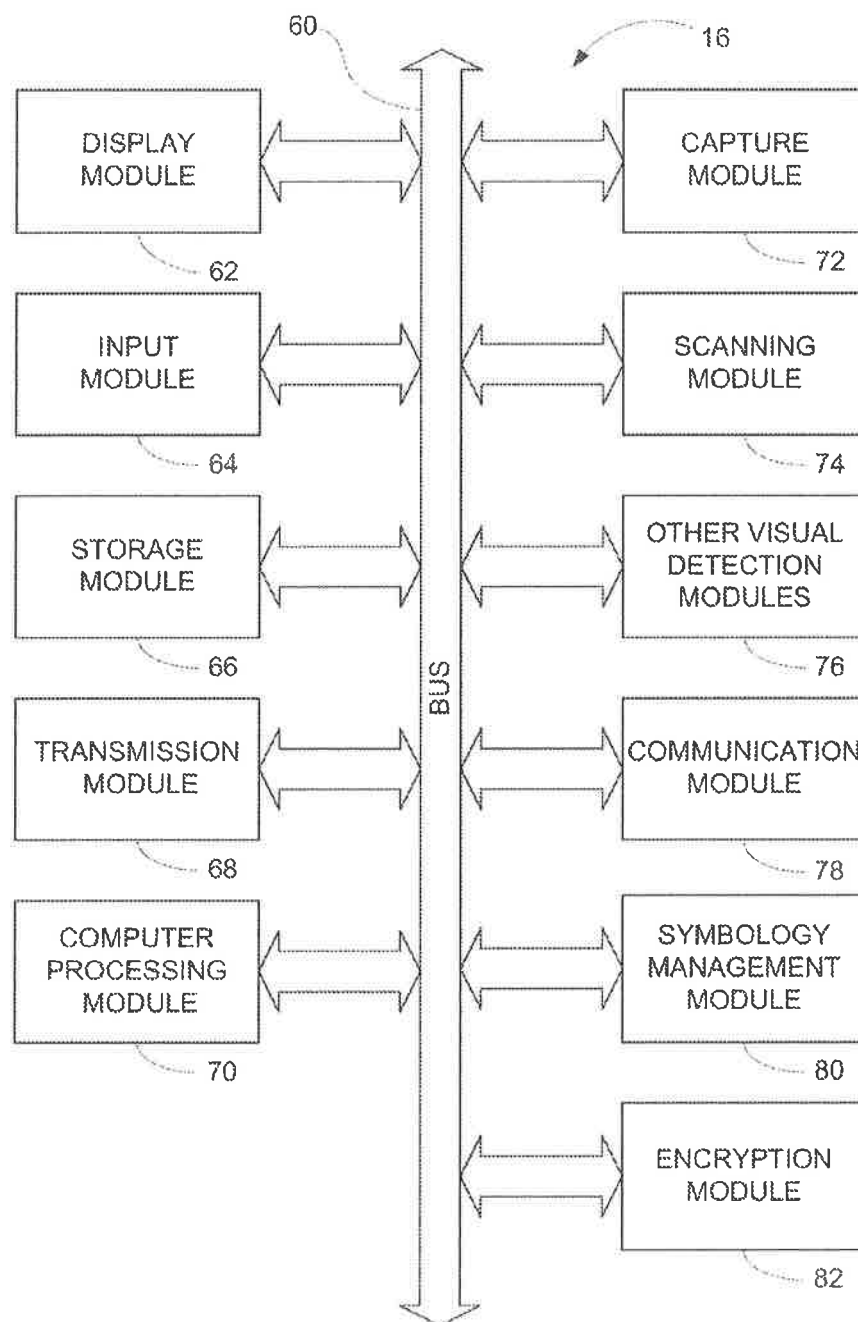 60
16
DISPLAY
MODULE
62
CAPTURE
MODULE
72
INPUT
MODULE
64
SCANNING
MODULE
74
STORAGE
MODULE
66
OTHER VISUAL
DETECTION
MODULES
76
BUS
TRANSMISSION
MODULE
68
COMMUNICATION
MODULE
78
COMPUTER
PROCESSING
MODULE
70
SYMBOLOGY
MANAGEMENT
MODULE
80
ENCRYPTION
MODULE
82